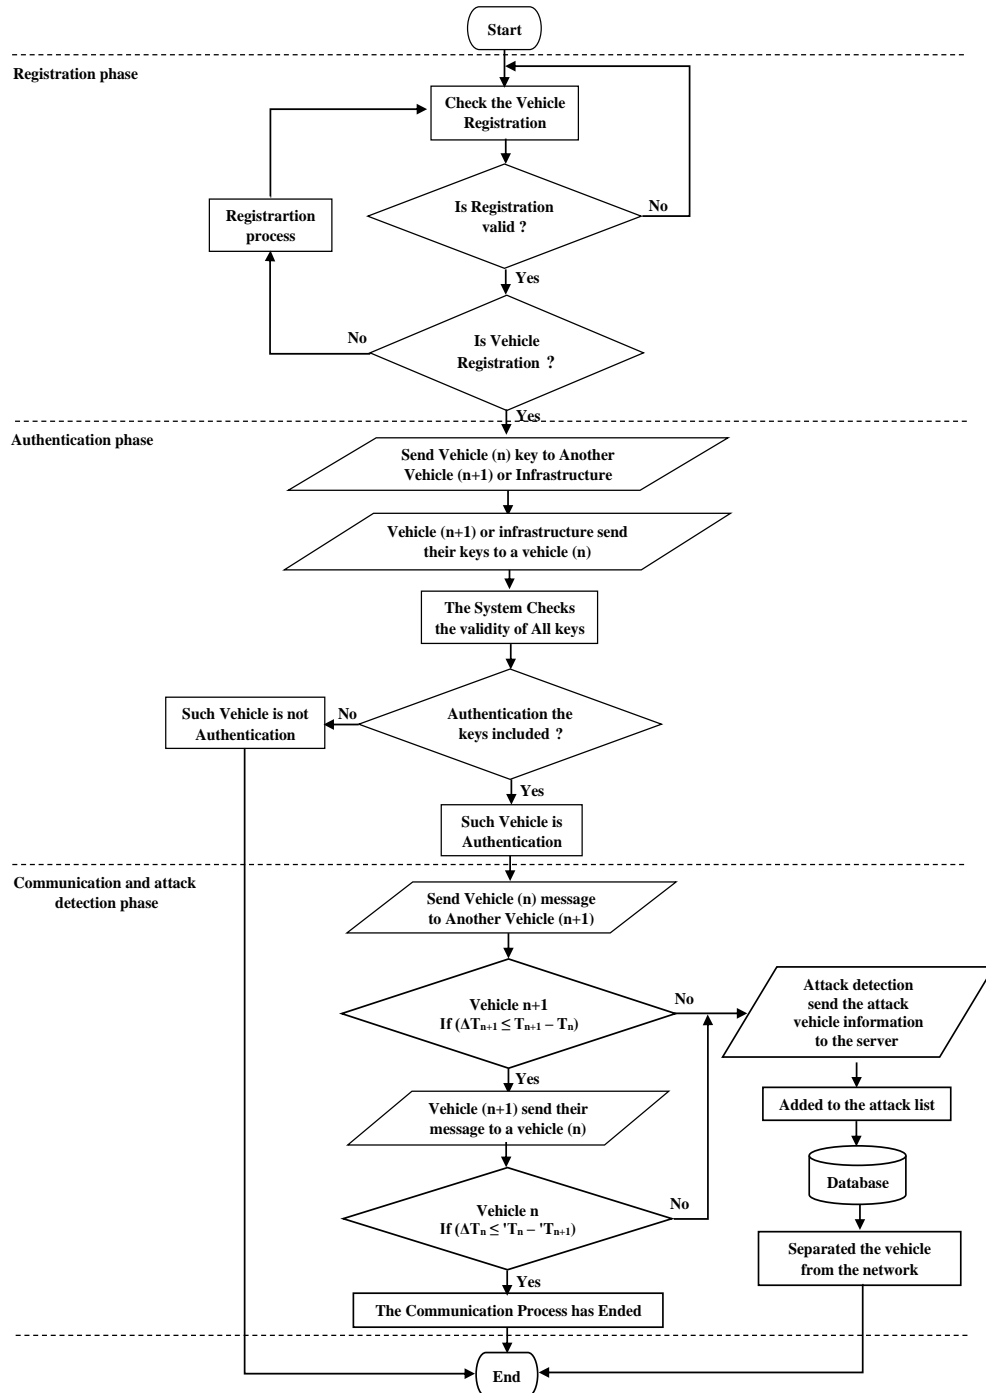 Start
Registration phase
Check the Vehicle
Registration
Is Registration
valid ?
No
Registrartion
process
Yes
No
Is Vehicle
Registration ?
Yes
Authentication phase
Send Vehicle (n) key to Another
Vehicle (n+1) or Infrastructure
Vehicle (n+1) or infrastructure send
their keys to a vehicle (n)
The System Checks
the validity of All keys
Such Vehicle is not
Authentication
No
Authentication the
keys included ?
Yes
Such Vehicle is
Authentication
Communication and attack
detection phase
Send Vehicle (n) message
to Another Vehicle (n+1)
Vehicle n+1
If (ΔTn+1 ≤ Tn+1 – Tn)
No
Attack detection
send the attack
vehicle information
to the server
Yes
Vehicle (n+1) send their
message to a vehicle (n)
Added to the attack list
Database
Vehicle n
If (ΔTn ≤ 'Tn – 'Tn+1)
No
Separated the vehicle
from the network
Yes
The Communication Process has Ended
End